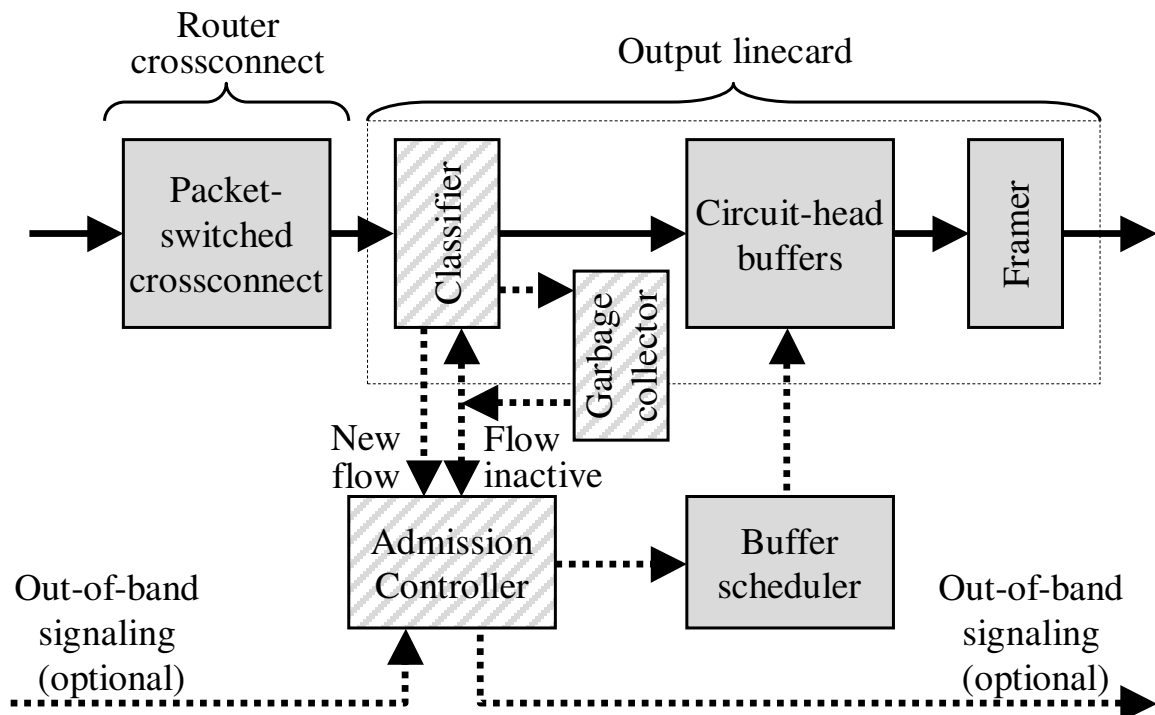 Router
crossconnect
Output linecard
Packet-
switched
crossconnect
Classifier
Circuit-head
buffers
Framer
Garbage
collector
New
flow
Flow
inactive
Admission
Controller
Buffer
scheduler
Out-of-band
signaling
(optional)
Out-of-band
signaling
(optional)